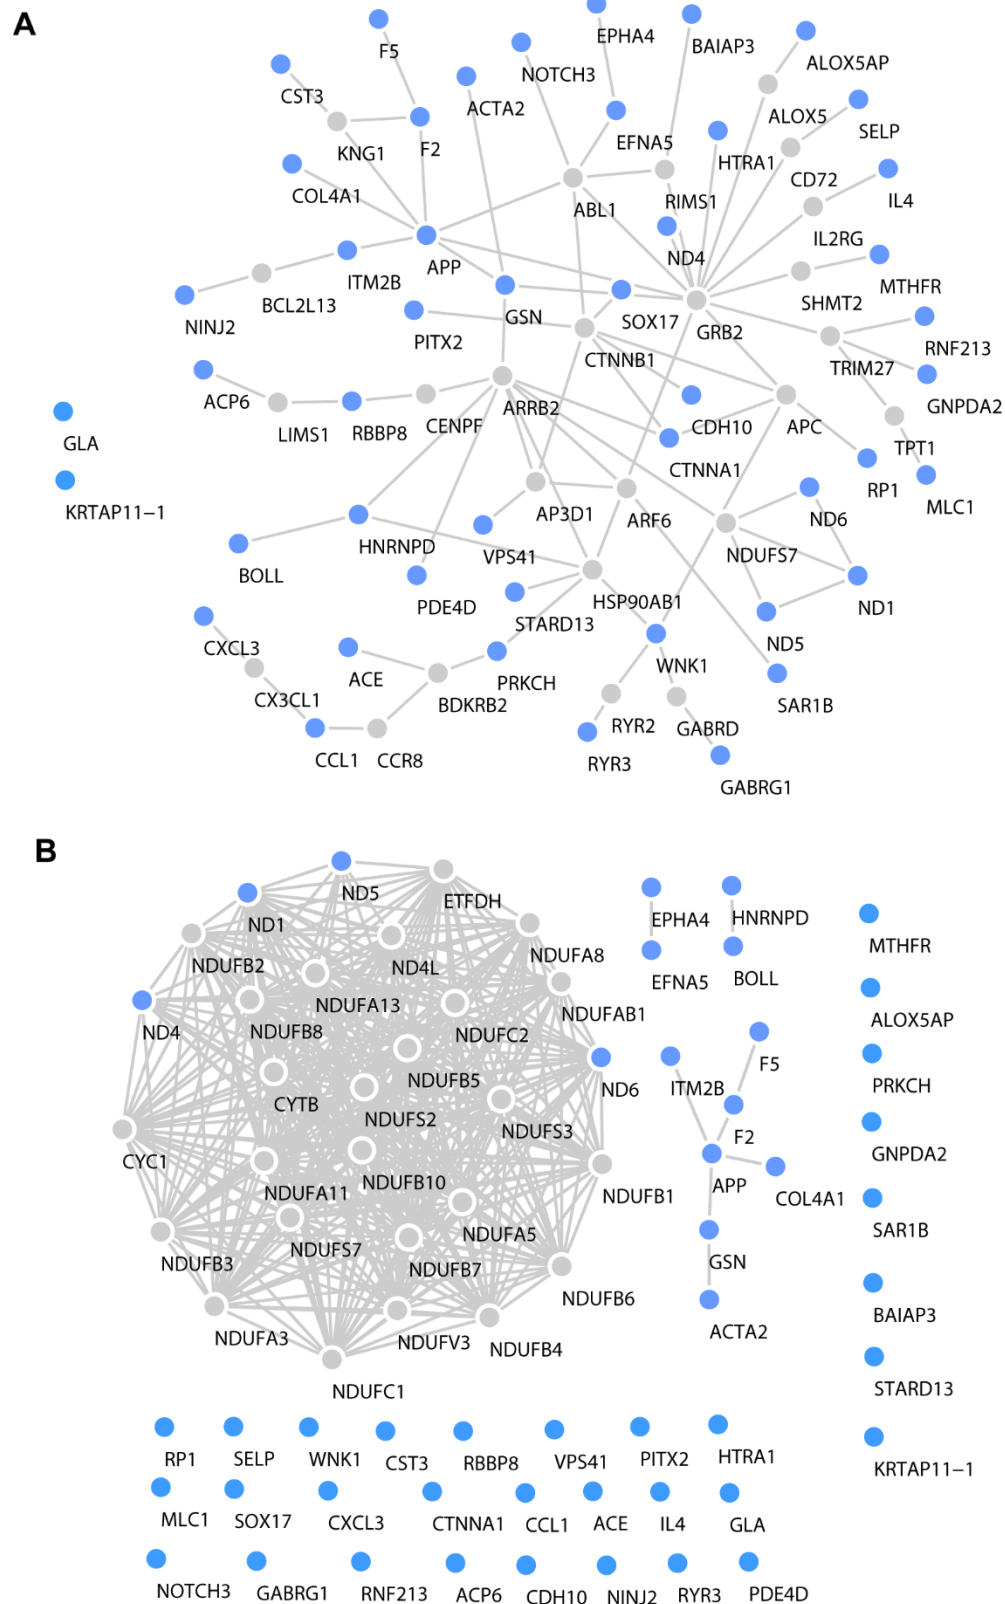 A
EPHA4
BAIAP3
F5
NOTCH3
ALOX5AP
CST3
ACTA2
ALOX5
SELP
EFNA5
HTRA1
KNG1
F2
CD72
COL4A1
ABL1
RIMS1
IL4
IL2RG
ND4
APP
ITM2B
MTHFR
BCL2L13
SHMT2
NINJ2
GSN
SOX17
GRB2
PITX2
RNF213
CTNNB1
TRIM27
ACP6
ARRB2
GNPDA2
CDH10
APC
LIMS1
RBBP8
CENPF
GLA
TPT1
CTNNA1
RP1
MLC1
KRTAP11−1
AP3D1
ARF6
ND6
HNRNPD
VPS41
NDUFS7
BOLL
HSP90AB1
PDE4D
ND1
STARD13
ND5
CXCL3
WNK1
ACE
PRKCH
CX3CL1
BDKRB2
SAR1B
RYR2
GABRD
CCL1
CCR8
RYR3
GABRG1
B
ND5
ETFDH
EPHA4
HNRNPD
ND1
MTHFR
NDUFB2
ND4L
NDUFA8
EFNA5
BOLL
NDUFA13
NDUFAB1
ALOX5AP
ND4
NDUFB8
NDUFC2
F5
NDUFB5
ND6
ITM2B
PRKCH
CYTB
NDUFS2
NDUFS3
F2
CYC1
GNPDA2
NDUFB10
APP
NDUFA11
NDUFB1
COL4A1
NDUFA5
SAR1B
NDUFS7
NDUFB3
NDUFB7
GSN
NDUFB6
BAIAP3
NDUFA3
NDUFV3
NDUFB4
ACTA2
NDUFC1
STARD13
RP1 SELP WNK1 CST3 RBBP8 VPS41 PITX2 HTRA1
KRTAP11−1
MLC1 SOX17 CXCL3 CTNNA1 CCL1 ACE IL4 GLA
NOTCH3 GABRG1 RNF213 ACP6 CDH10 NINJ2 RYR3 PDE4D